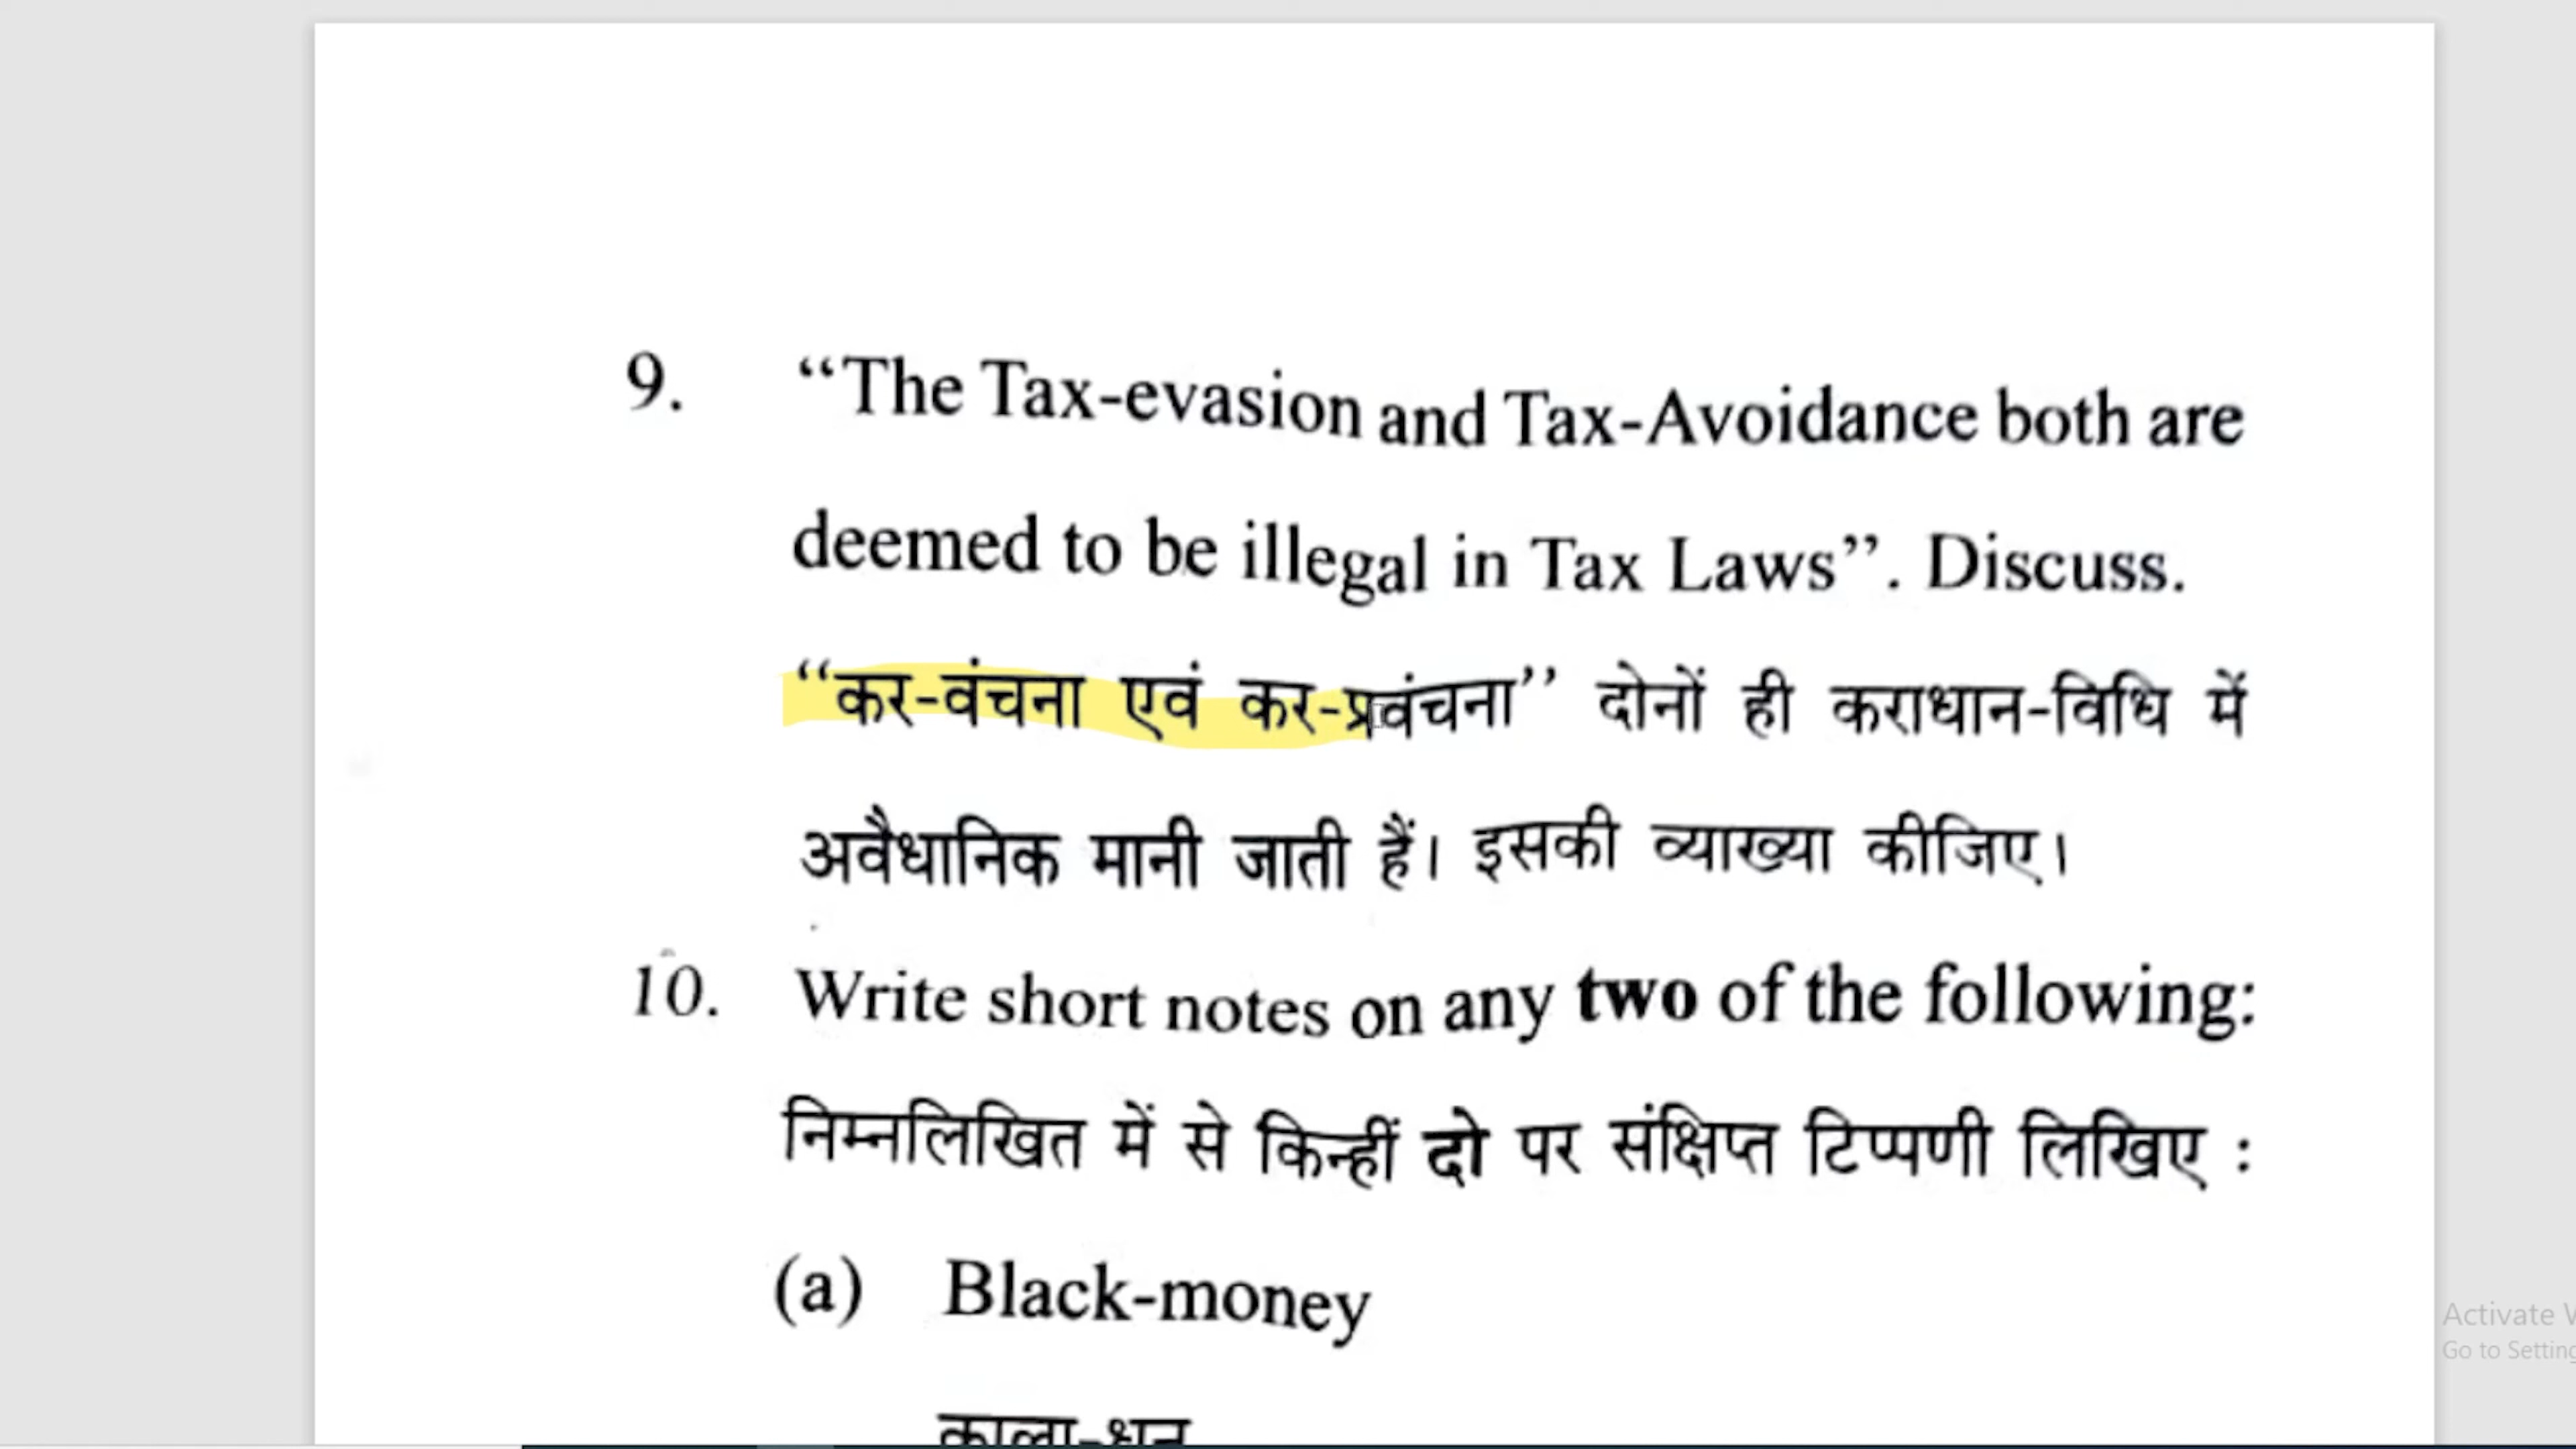 9. “The Tax-evasion and Tax-Avoidance both are
deemed to be illegal in Tax Laws”. Discuss.
“कर-वंचना एवं कर-प्रवंचना” दोनों ही कराधान-विधि में
अवैधानिक मानी जाती हैं। इसकी व्याख्या कीजिए।
10. Write short notes on any two of the following:
निम्नलिखित में से किन्हीं दो पर संक्षिप्त टिप्पणी लिखिए :
(a) Black-money
काला-धन
Activate
Go to Setting